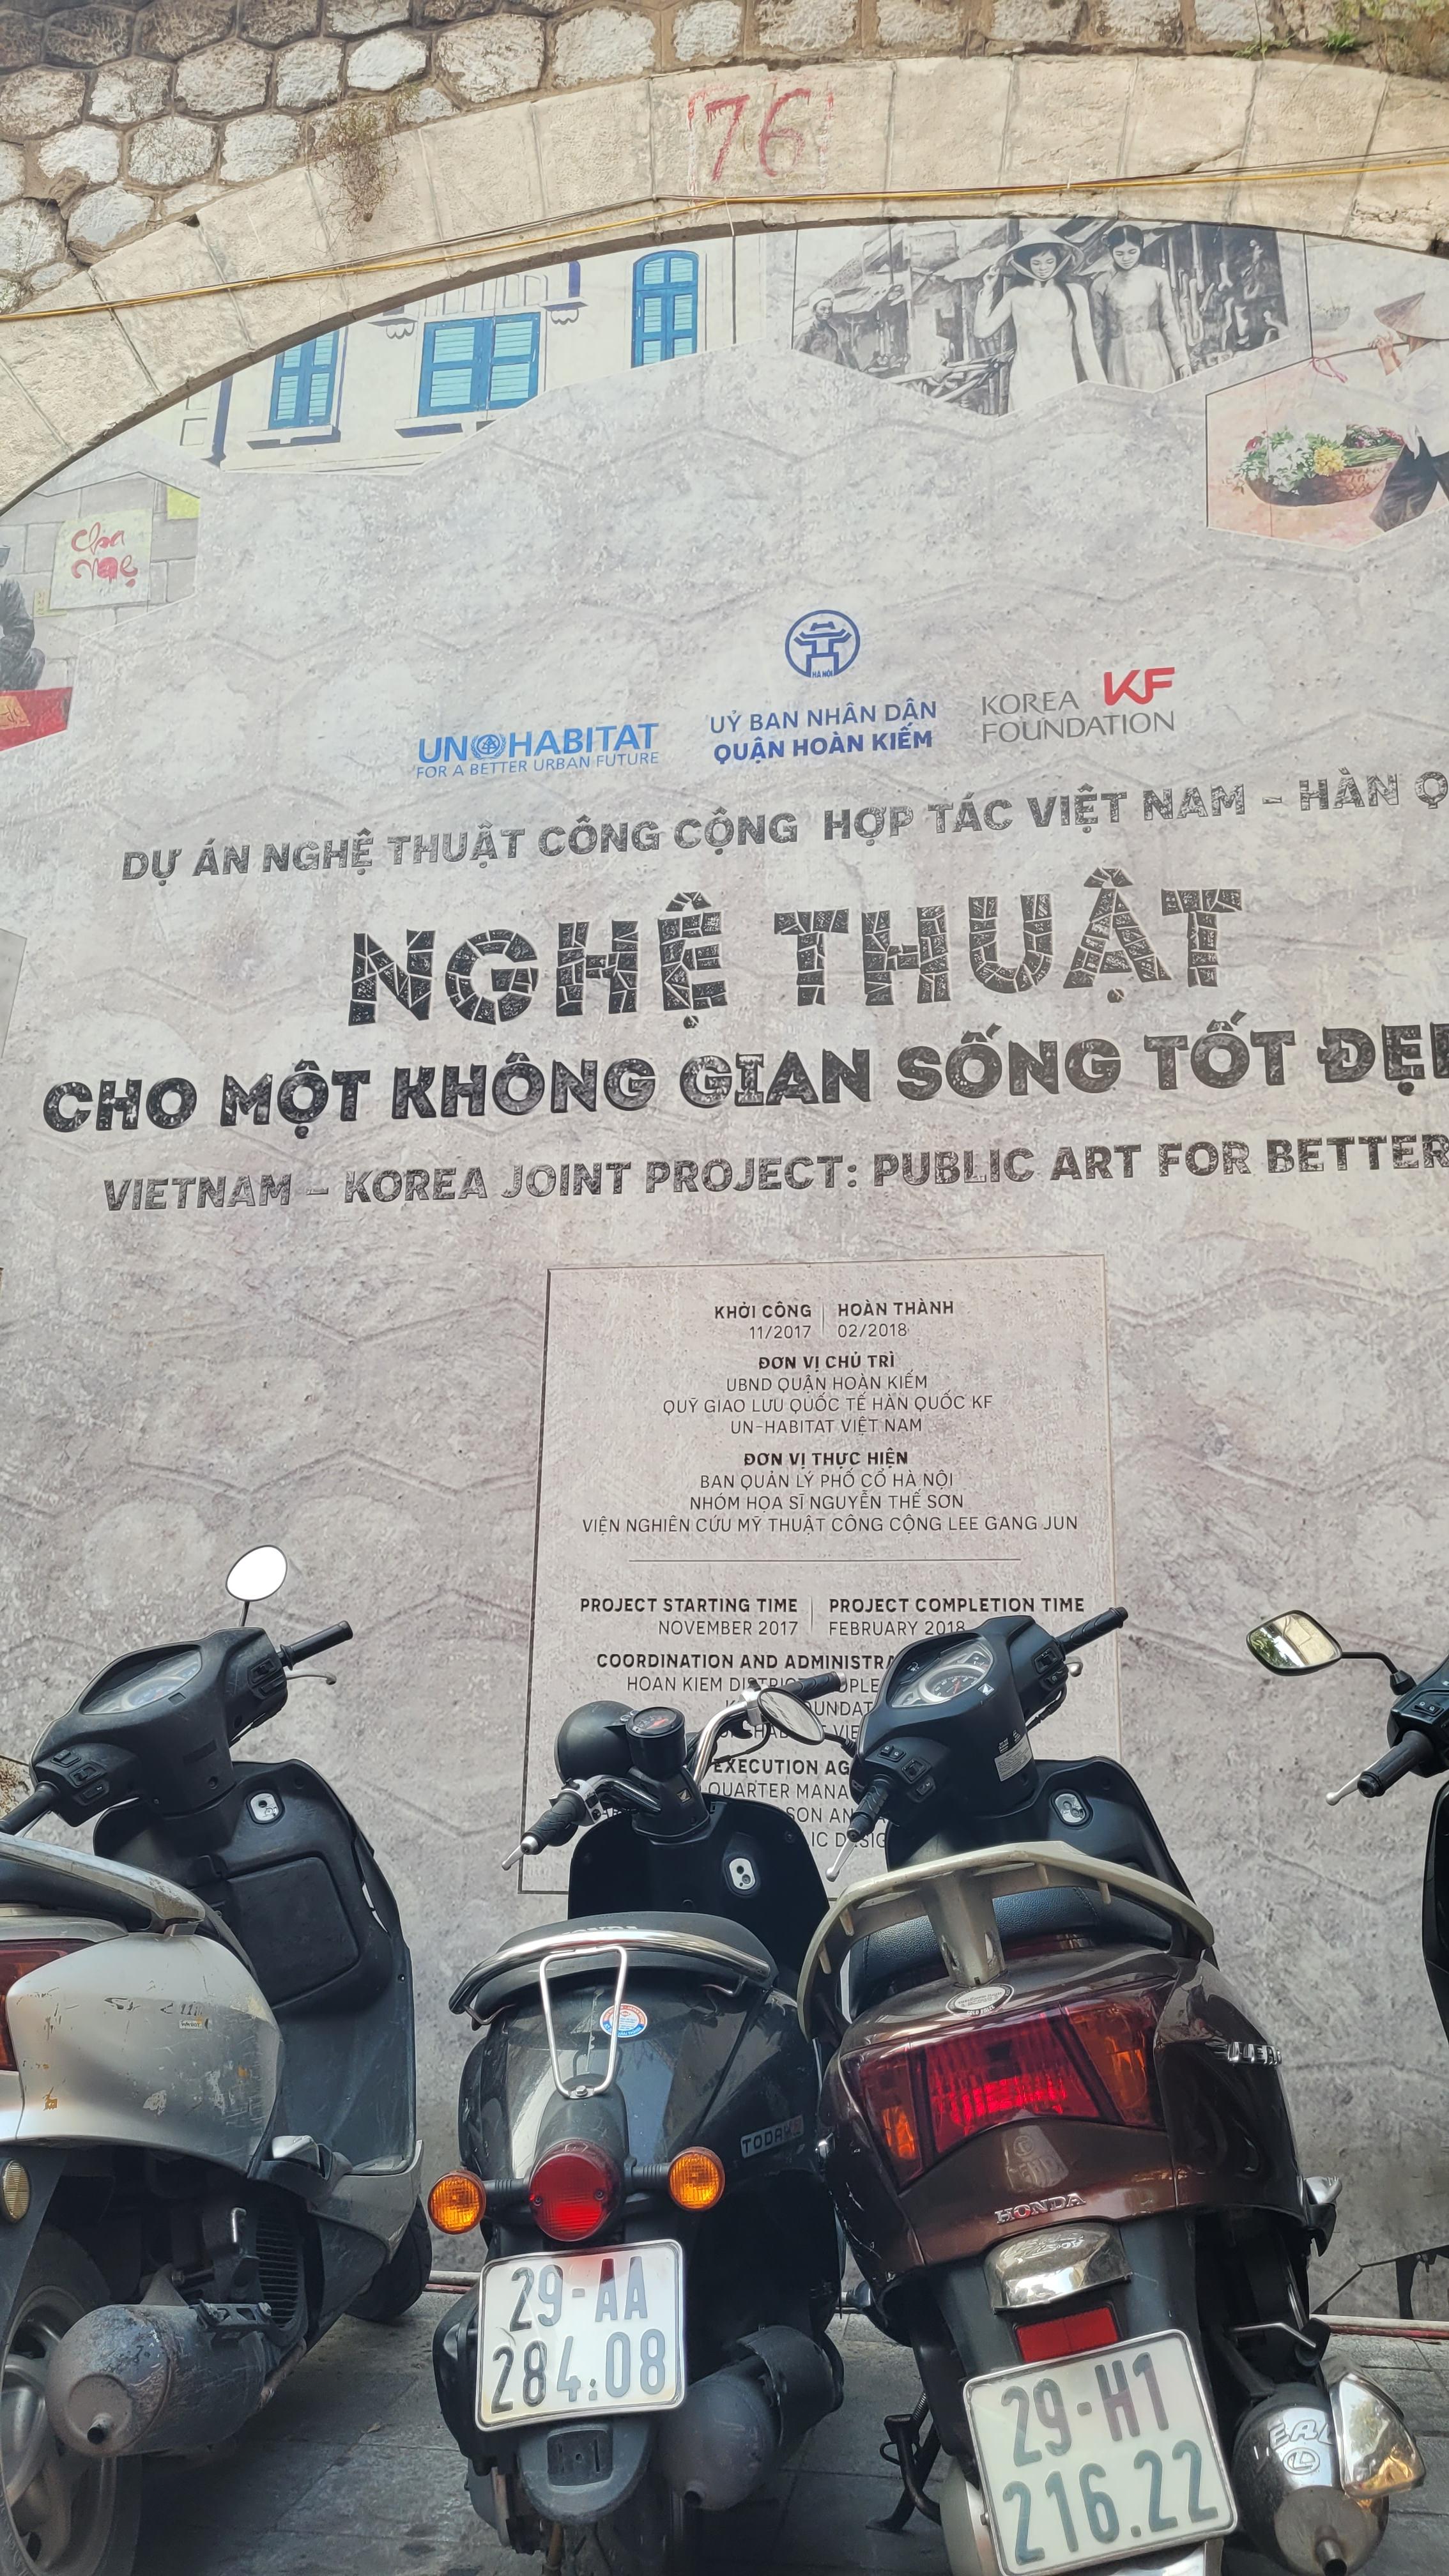 76
Cha
Mẹ
HÀ NỘI
UN HABITAT
FOR A BETTER URBAN FUTURE
UỶ BAN NHÂN DÂN
QUẬN HOÀN KIẾM
KF
KOREA
FOUNDATION
DỰ ÁN NGHỆ THUẬT CÔNG CỘNG HỢP TÁC VIỆT NAM - HÀN Q
NGHỆ THUẬT
CHO MỘT KHÔNG GIAN SỐNG TỐT ĐẸP
VIETNAM – KOREA JOINT PROJECT: PUBLIC ART FOR BETTER
KHỞI CÔNG | HOÀN THÀNH
11/2017 | 02/2018
ĐƠN VỊ CHỦ TRÌ
UBND QUẬN HOÀN KIẾM
QUỸ GIAO LƯU QUỐC TẾ HÀN QUỐC KF
UN-HABITAT VIỆT NAM
ĐƠN VỊ THỰC HIỆN
BAN QUẢN LÝ PHỐ CỔ HÀ NỘI
NHÓM HỌA SĨ NGUYỄN THẾ SƠN
VIỆN NGHIÊN CỨU MỸ THUẬT CÔNG CỘNG LEE GANG JUN
PROJECT STARTING TIME | PROJECT COMPLETION TIME
NOVEMBER 2017 | FEBRUARY 2018
COORDINATION AND ADMINISTRA
HOAN KIEM
EXECUTION AG
QUARTER MANA
SON AN
TODAY
HONDA
29-AA
284.08
29-H1
216.22